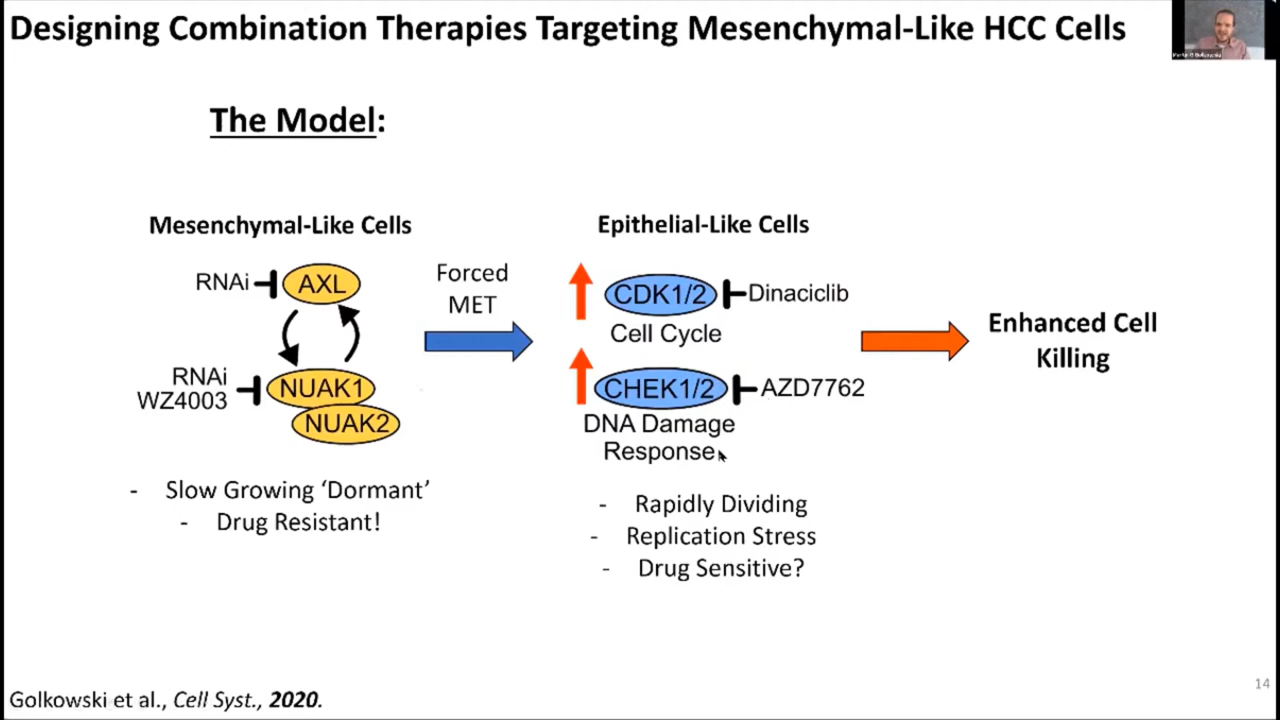 Designing Combination Therapies Targeting Mesenchymal-Like HCC Cells
The Model:
Mesenchymal-Like Cells
RNAi
AXL
RNAi
WZ4003
NUAK1
NUAK2
- Slow Growing ‘Dormant’
- Drug Resistant!
Forced
MET
Epithelial-Like Cells
CDK1/2
Dinaciclib
Cell Cycle
CHEK1/2
AZD7762
DNA Damage
Response
- Rapidly Dividing
- Replication Stress
- Drug Sensitive?
Enhanced Cell
Killing
Golkowski et al., Cell Syst., 2020.
14